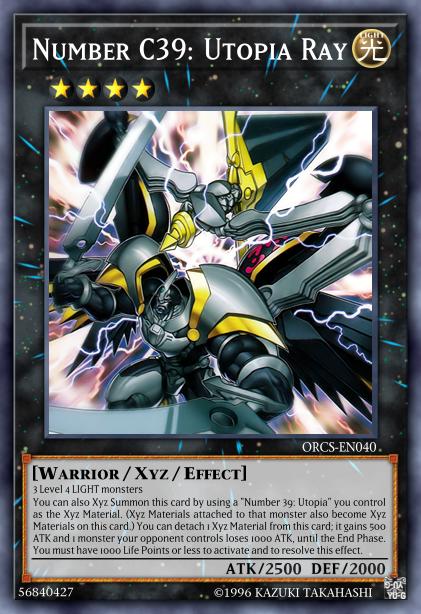 NUMBER C39: UTOPIA RAY
LIGHT
光
ORCS-EN040
[WARRIOR / XYZ / EFFECT]
3 Level 4 LIGHT monsters
You can also Xyz Summon this card by using a "Number 39: Utopia" you control
as the Xyz Material. (Xyz Materials attached to that monster also become Xyz
Materials on this card.) You can detach 1 Xyz Material from this card; it gains 500
ATK and 1 monster your opponent controls loses 1000 ATK, until the End Phase.
You must have 1000 Life Points or less to activate and to resolve this effect.
ATK/2500 DEF/2000
56840427
©1996 KAZUKI TAKAHASHI